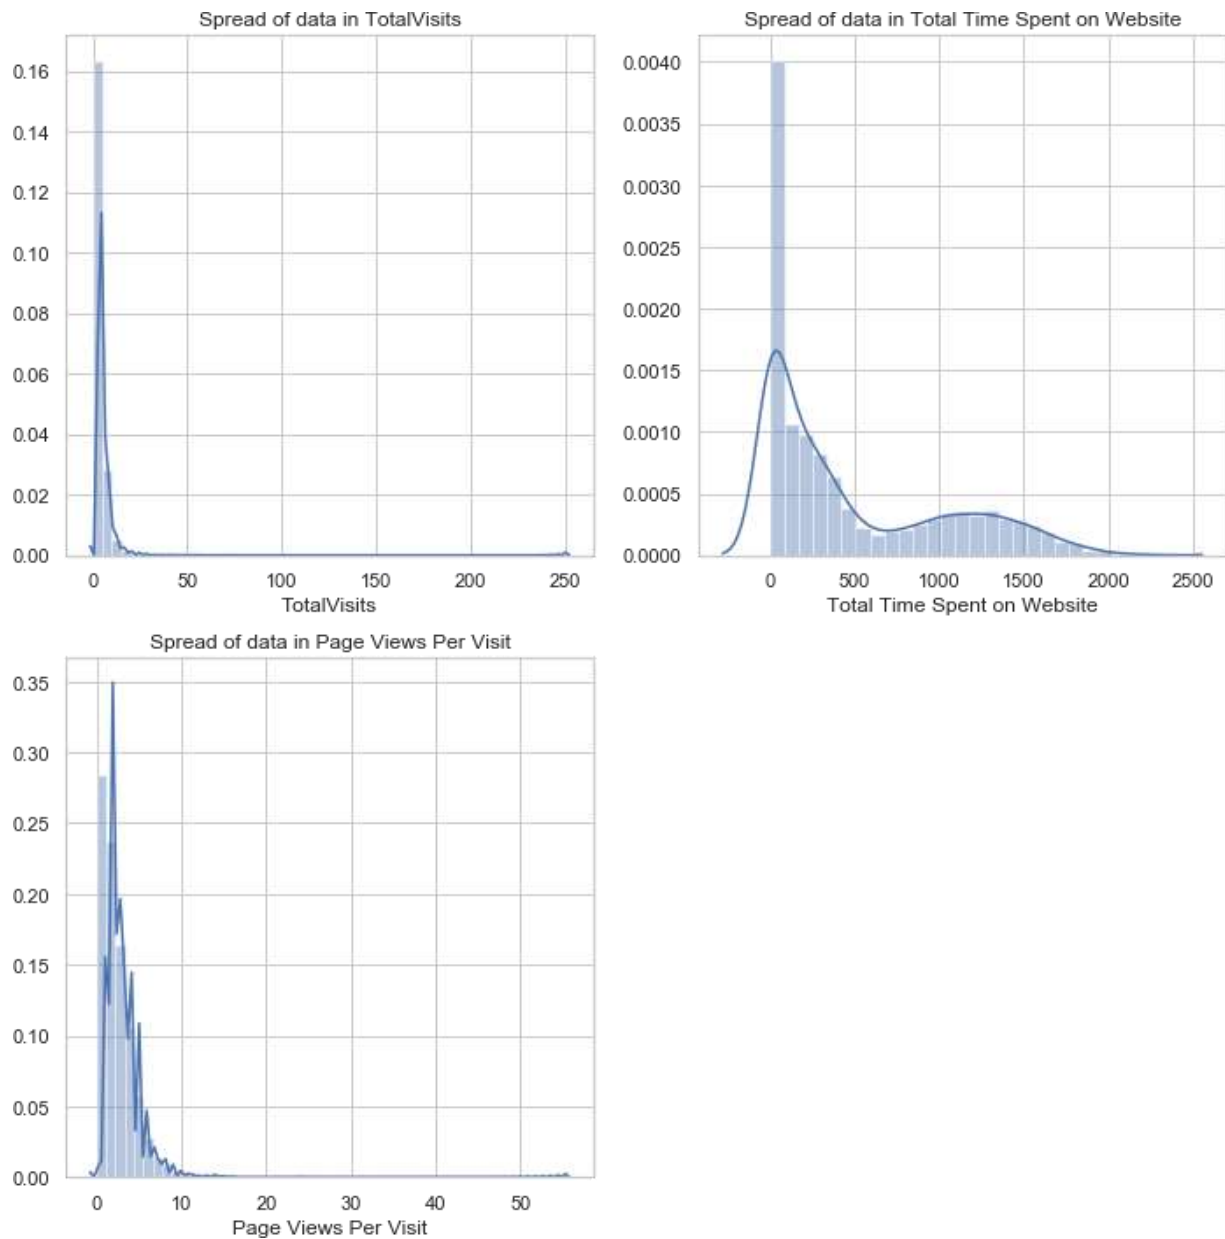 Spread of data in TotalVisits
0.16
0.14
0.12
0.10
0.08
0.06
0.04
0.02
0.00
0 50 100 150 200 250
TotalVisits
Spread of data in Total Time Spent on Website
0.0040
0.0035
0.0030
0.0025
0.0020
0.0015
0.0010
0.0005
0.0000
0 500 1000 1500 2000 2500
Total Time Spent on Website
Spread of data in Page Views Per Visit
0.35
0.30
0.25
0.20
0.15
0.10
0.05
0.00
0 10 20 30 40 50
Page Views Per Visit